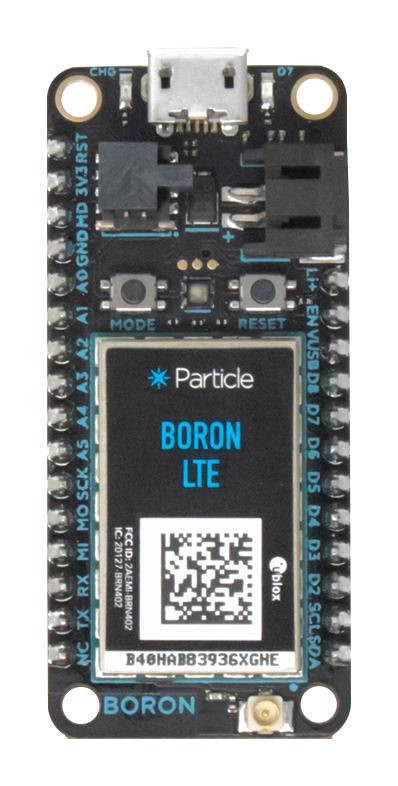 CHG
D7
RST
3V3
MD
GND
A0
A1
A2
A3
A4
A5
SCK
MO
MI
RX
TX
NC
+
Li+
EN
VUSB
D8
D7
D6
D5
D4
D3
D2
SCL
SDA
MODE
RESET
Particle
BORON
LTE
FCC ID: 2AEMI-BRN402
IC: 20127-BRN402
ublox
B40HAB83936XGHE
BORON